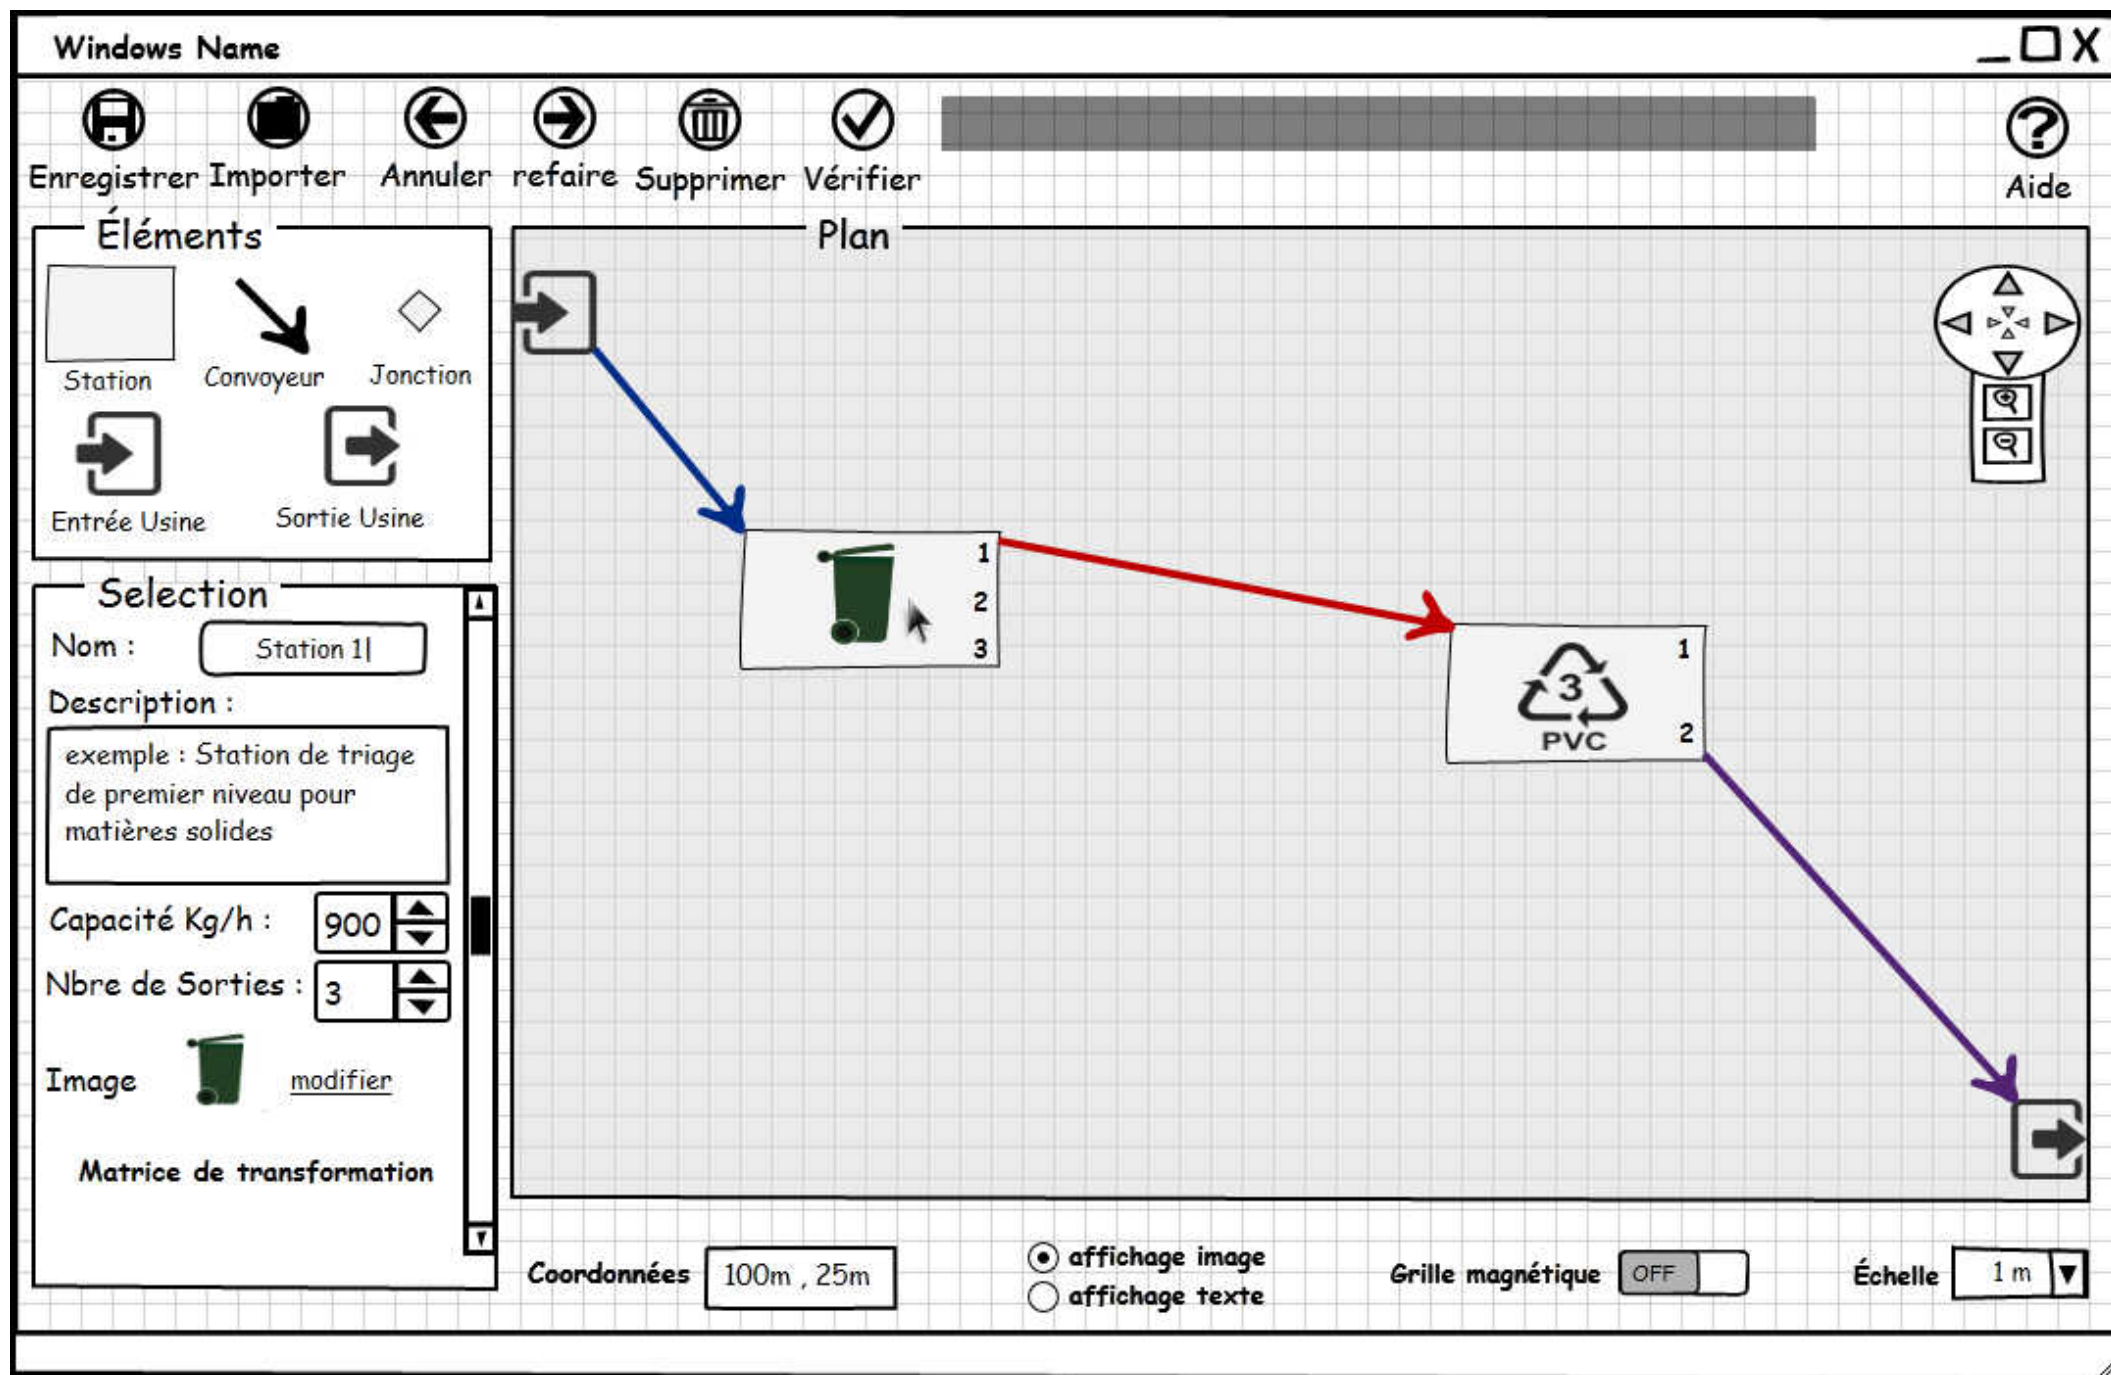 Windows Name
X
Enregistrer Importer Annuler refaire Supprimer Vérifier
?
Aide
Éléments
Station
Convoyeur
Jonction
Entrée Usine
Sortie Usine
Selection
Nom :
Station 1
Description :
exemple : Station de triage
de premier niveau pour
matières solides
Capacité Kg/h :
900
Nbre de Sorties :
3
Image
modifier
Matrice de transformation
Plan
1
2
3
3
PVC
1
2
Coordonnées
100m , 25m
affichage image
affichage texte
Grille magnétique
OFF
Échelle
1 m